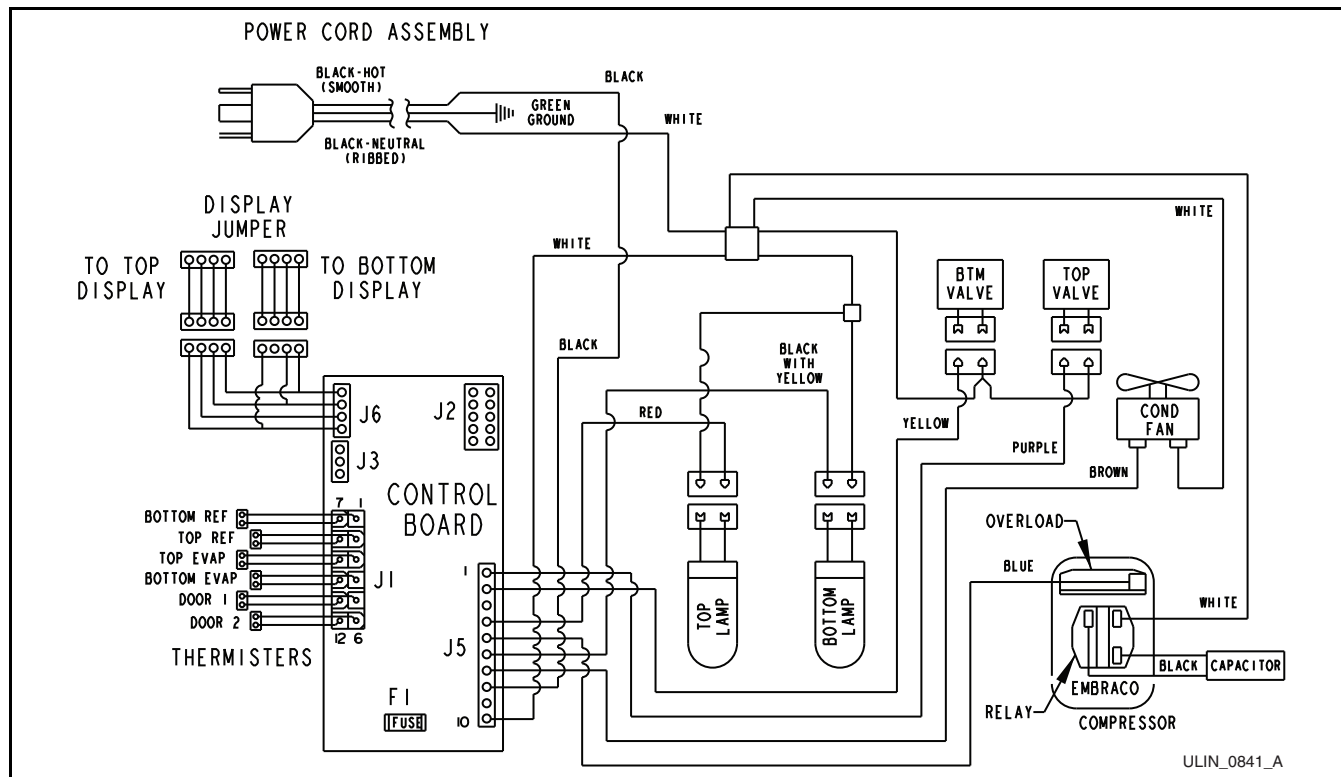 POWER CORD ASSEMBLY
BLACK-HOT
(SMOOTH)
BLACK
GREEN
GROUND
WHITE
BLACK-NEUTRAL
(RIBBED)
DISPLAY
JUMPER
TO TOP
DISPLAY
TO BOTTOM
DISPLAY
WHITE
WHITE
BTM
VALVE
TOP
VALVE
BLACK
BLACK
WITH
YELLOW
RED
YELLOW
PURPLE
BROWN
COND
FAN
J6
J2
J3
CONTROL
BOARD
7 1
BOTTOM REF
TOP REF
TOP EVAP
BOTTOM EVAP
DOOR 1
DOOR 2
J1
12 6
THERMISTERS
1
J5
10
F1
FUSE
TOP
LAMP
BOTTOM
LAMP
OVERLOAD
BLUE
WHITE
BLACK
CAPACITOR
EMBRACO
RELAY
COMPRESSOR
ULIN_0841_A